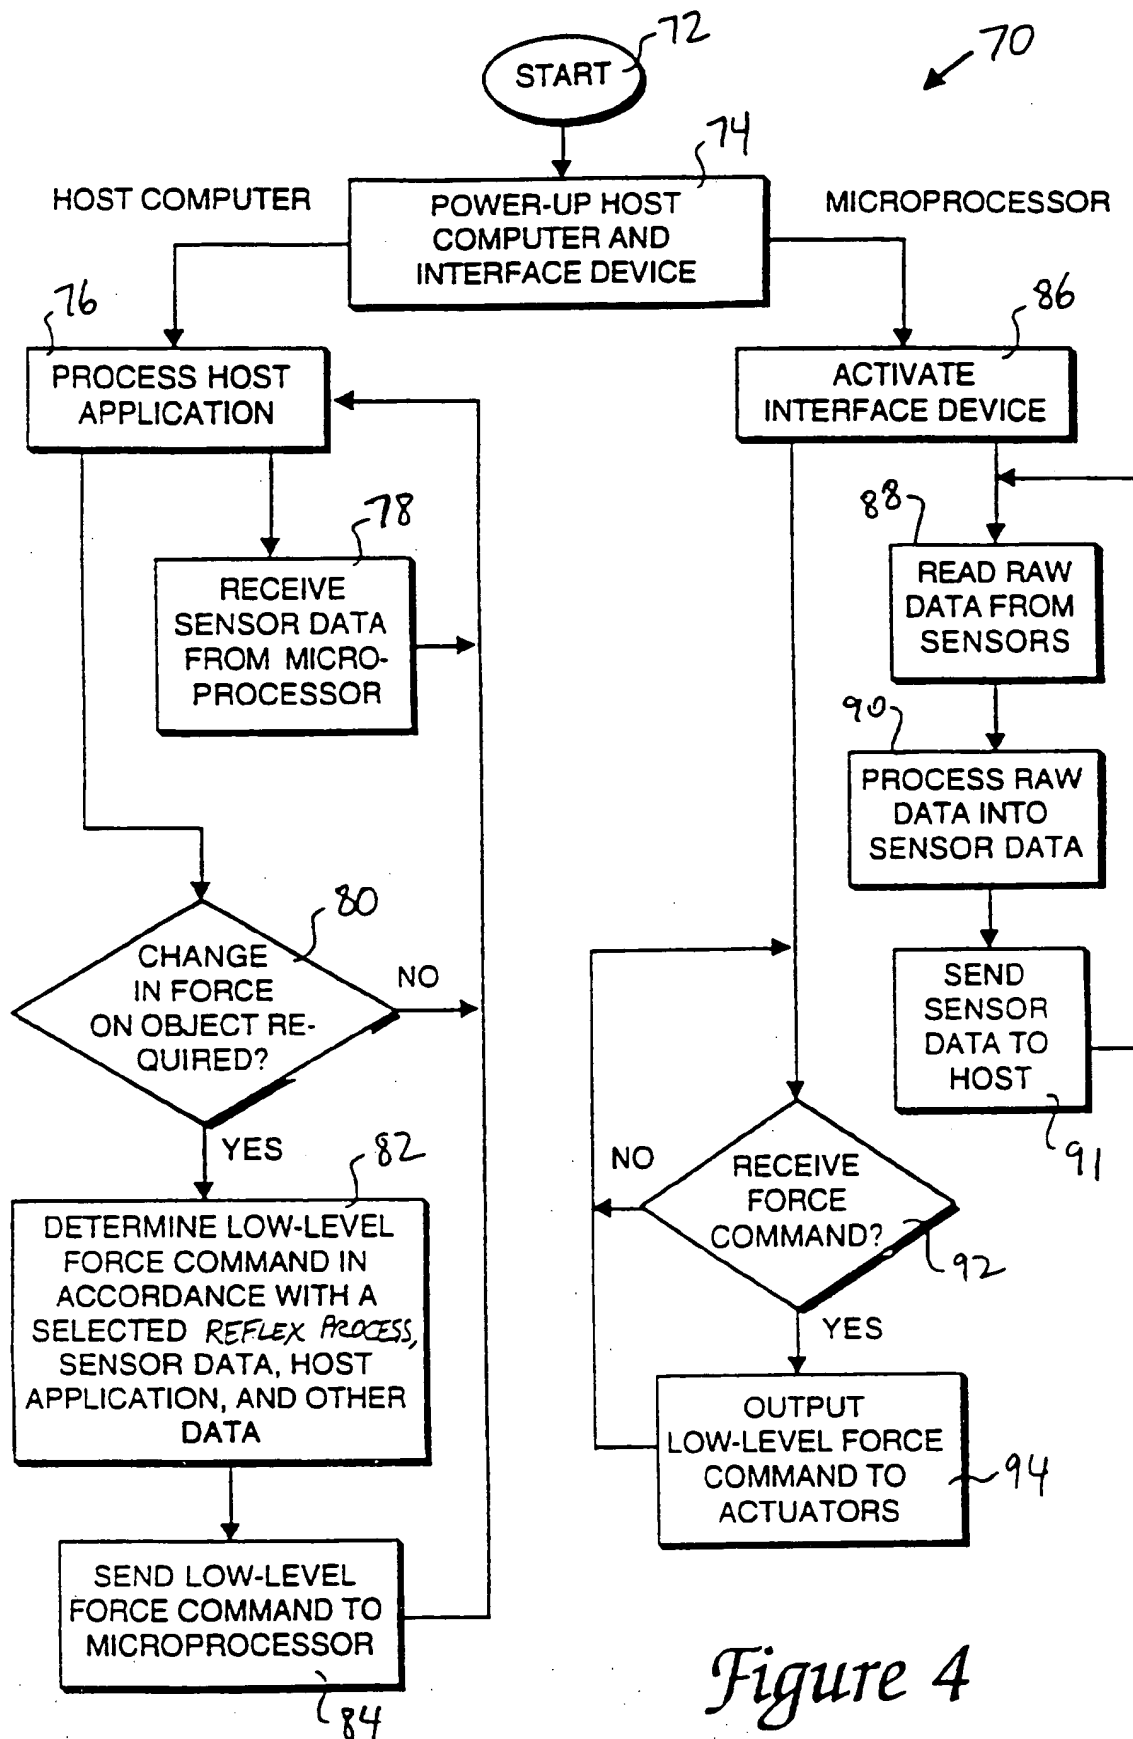 72
70
START
74
HOST COMPUTER
POWER-UP HOST
COMPUTER AND
INTERFACE DEVICE
MICROPROCESSOR
76
PROCESS HOST
APPLICATION
86
ACTIVATE
INTERFACE DEVICE
78
RECEIVE
SENSOR DATA
FROM MICRO-
PROCESSOR
88
READ RAW
DATA FROM
SENSORS
90
PROCESS RAW
DATA INTO
SENSOR DATA
80
CHANGE
IN FORCE
ON OBJECT RE-
QUIRED?
NO
YES
SEND
SENSOR
DATA TO
HOST
91
82
DETERMINE LOW-LEVEL
FORCE COMMAND IN
ACCORDANCE WITH A
SELECTED REFLEX PROCESS,
SENSOR DATA, HOST
APPLICATION, AND OTHER
DATA
NO
RECEIVE
FORCE
COMMAND?
92
YES
OUTPUT
LOW-LEVEL FORCE
COMMAND TO
ACTUATORS
94
SEND LOW-LEVEL
FORCE COMMAND TO
MICROPROCESSOR
84
Figure 4